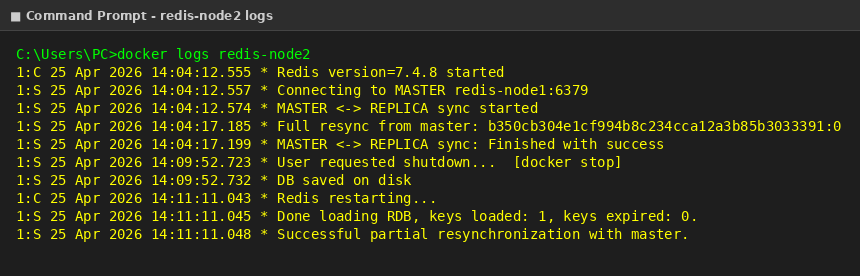 Command Prompt - redis-node2 logs
C:\Users\PC>docker logs redis-node2
1:C 25 Apr 2026 14:04:12.555 * Redis version=7.4.8 started
1:S 25 Apr 2026 14:04:12.557 * Connecting to MASTER redis-node1:6379
1:S 25 Apr 2026 14:04:12.574 * MASTER <-> REPLICA sync started
1:S 25 Apr 2026 14:04:17.185 * Full resync from master: b350cb304e1cf994b8c234cca12a3b85b3033391:0
1:S 25 Apr 2026 14:04:17.199 * MASTER <-> REPLICA sync: Finished with success
1:S 25 Apr 2026 14:09:52.723 * User requested shutdown...  [docker stop]
1:S 25 Apr 2026 14:09:52.732 * DB saved on disk
1:C 25 Apr 2026 14:11:11.043 * Redis restarting...
1:S 25 Apr 2026 14:11:11.045 * Done loading RDB, keys loaded: 1, keys expired: 0.
1:S 25 Apr 2026 14:11:11.048 * Successful partial resynchronization with master.